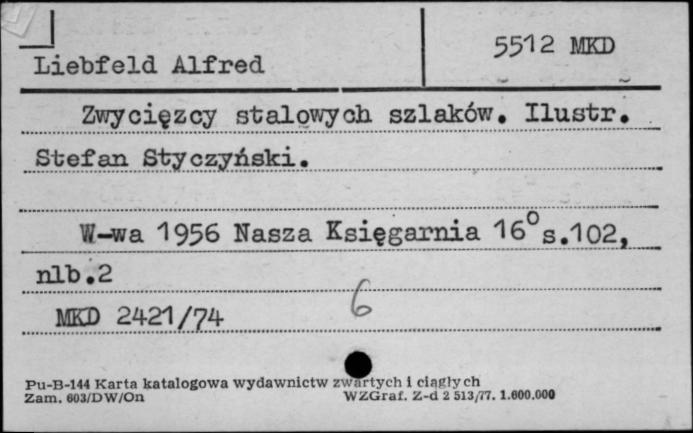 Liebfeld Alfred
5512 MKD
Zwycięzcy stalowych szlaków. Ilustr.
Stefan Styczyński.
W-wa 1956 Nasza Księgarnia 16° s.102,
nlb.2
MKD 2421/74
6
Pu-B-144 Karta katalogowa wydawnictw zwartych i ciągłych
Zam. 603/DW/On WZGraf. Z-d 2 513/77. 1.600.000